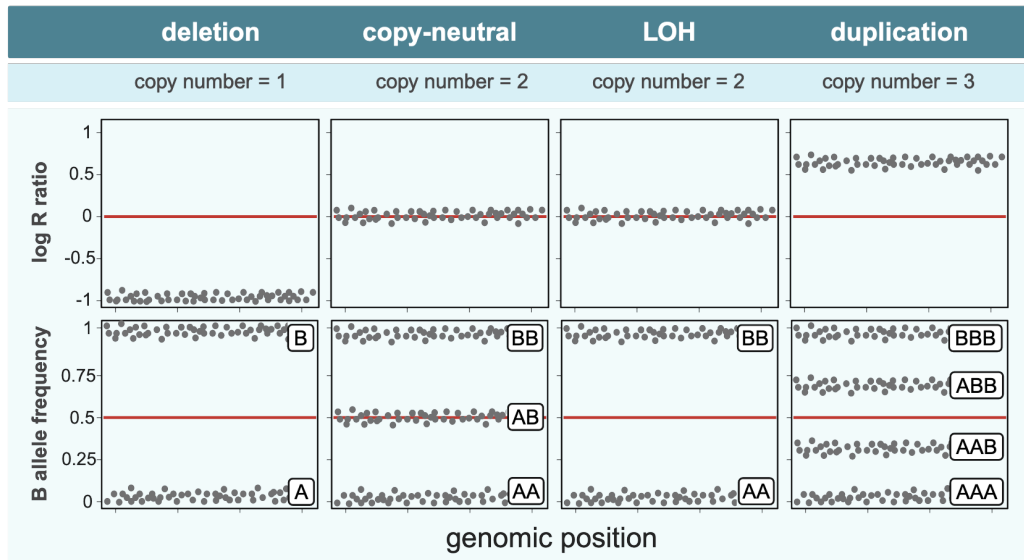 deletion copy-neutral LOH duplication
copy number = 1 copy number = 2 copy number = 2 copy number = 3
log R ratio
1
0.5
0
-0.5
-1
B allele frequency
1
0.75
0.5
0.25
0
B BB BB BBB
ABB
AB
AAB
A AA AA AAA
genomic position